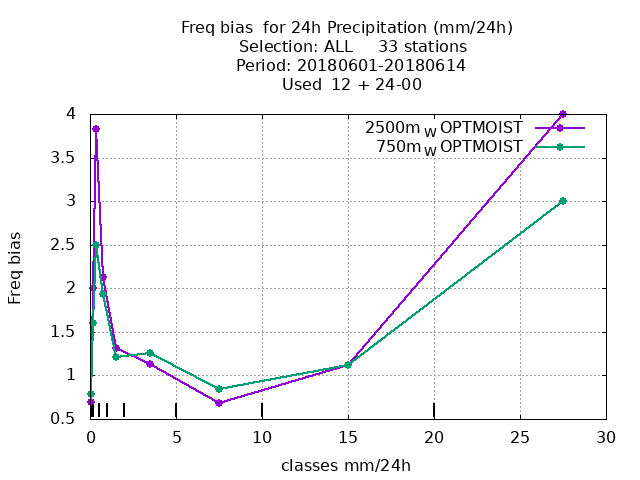 Freq bias  for 24h Precipitation (mm/24h)
Selection: ALL     33 stations
Period: 20180601-20180614
Used  12 + 24-00
2500m W OPTMOIST
750m W OPTMOIST
4
3.5
3
2.5
2
1.5
1
0.5
Freq bias
0 5 10 15 20 25 30
classes mm/24h